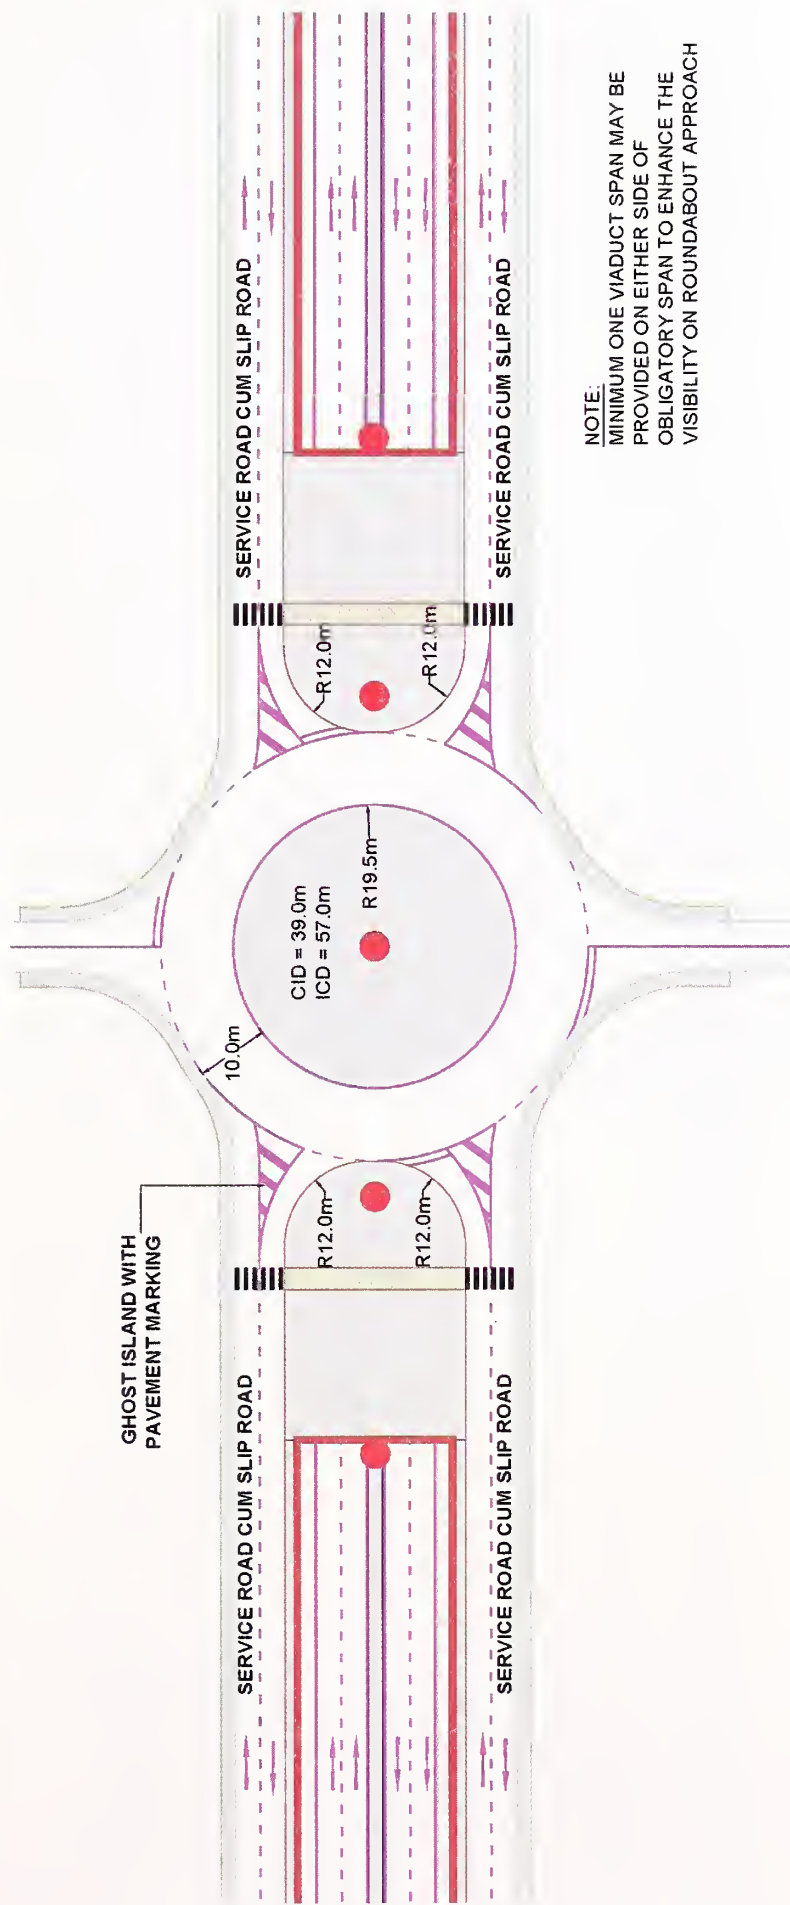 GHOST ISLAND WITH
PAVEMENT MARKING
SERVICE ROAD CUM SLIP ROAD
SERVICE ROAD CUM SLIP ROAD
10.0m
CID = 39.0m
ICD = 57.0m
R19.5m
R12.0m
R12.0m
R12.0m
R12.0m
SERVICE ROAD CUM SLIP ROAD
SERVICE ROAD CUM SLIP ROAD
NOTE:
MINIMUM ONE VIADUCT SPAN MAY BE
PROVIDED ON EITHER SIDE OF
OBLIGATORY SPAN TO ENHANCE THE
VISIBILITY ON ROUNDABOUT APPROACH